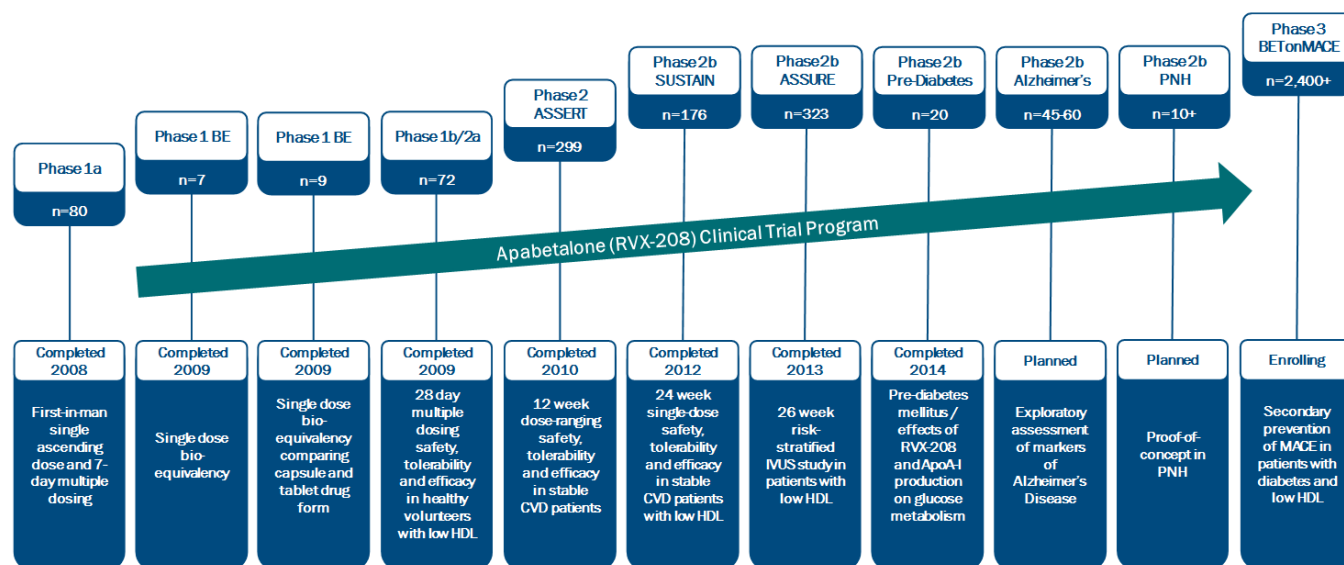 Phase 1a
n=80
Phase 1 BE
n=7
Phase 1 BE
n=9
Phase 1b/2a
n=72
Phase 2
ASSERT
n=299
Phase 2b
SUSTAIN
n=176
Phase 2b
ASSURE
n=323
Phase 2b
Pre-Diabetes
n=20
Phase 2b
Alzheimer's
n=45-60
Phase 2b
PNH
n=10+
Phase 3
BETonMACE
n=2,400+
Apabetalone (RVX-208) Clinical Trial Program
Completed
2008
First-in-man
single
ascending
dose and 7-
day multiple
dosing
Completed
2009
Single dose
bio-
equivalency
Completed
2009
Single dose
bio-
equivalency
comparing
capsule and
tablet drug
form
Completed
2009
28 day
multiple
dosing
safety,
tolerability
and efficacy
in healthy
volunteers
with low HDL
Completed
2010
12 week
dose-ranging
safety,
tolerability
and efficacy
in stable
CVD patients
Completed
2012
24 week
single-dose
safety,
tolerability
and efficacy
in stable CVD
patients
with low HDL
Completed
2013
26 week
risk-
stratified
IVUS study in
patients with
low HDL
Completed
2014
Pre-diabetes
mellitus /
effects of
RVX-208
and ApoA-I
production
on glucose
metabolism
Planned
Exploratory
assessment
of markers
of
Alzheimer's
Disease
Planned
Proof-of-
concept in
PNH
Enrolling
Secondary
prevention
of MACE in
patients with
diabetes and
low HDL